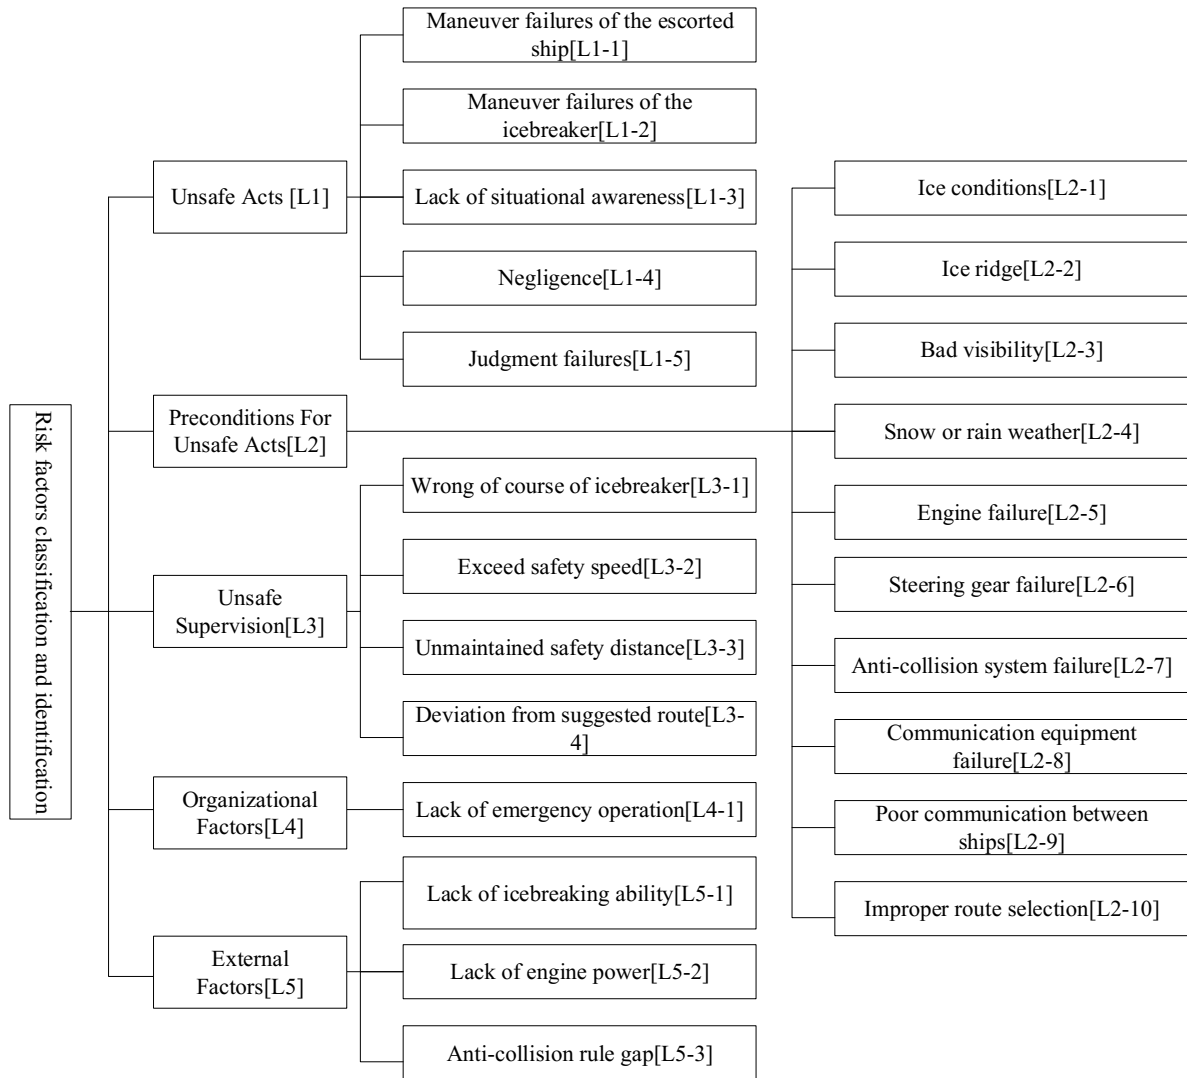 Risk factors classification and identification
Unsafe Acts [L1]
Maneuver failures of the escorted
ship[L1-1]
Maneuver failures of the
icebreaker[L1-2]
Lack of situational awareness[L1-3]
Negligence[L1-4]
Judgment failures[L1-5]
Preconditions For
Unsafe Acts[L2]
Ice conditions[L2-1]
Ice ridge[L2-2]
Bad visibility[L2-3]
Snow or rain weather[L2-4]
Engine failure[L2-5]
Steering gear failure[L2-6]
Anti-collision system failure[L2-7]
Communication equipment
failure[L2-8]
Poor communication between
ships[L2-9]
Improper route selection[L2-10]
Unsafe
Supervision[L3]
Wrong of course of icebreaker[L3-1]
Exceed safety speed[L3-2]
Unmaintained safety distance[L3-3]
Deviation from suggested route[L3-
4]
Organizational
Factors[L4]
Lack of emergency operation[L4-1]
External
Factors[L5]
Lack of icebreaking ability[L5-1]
Lack of engine power[L5-2]
Anti-collision rule gap[L5-3]